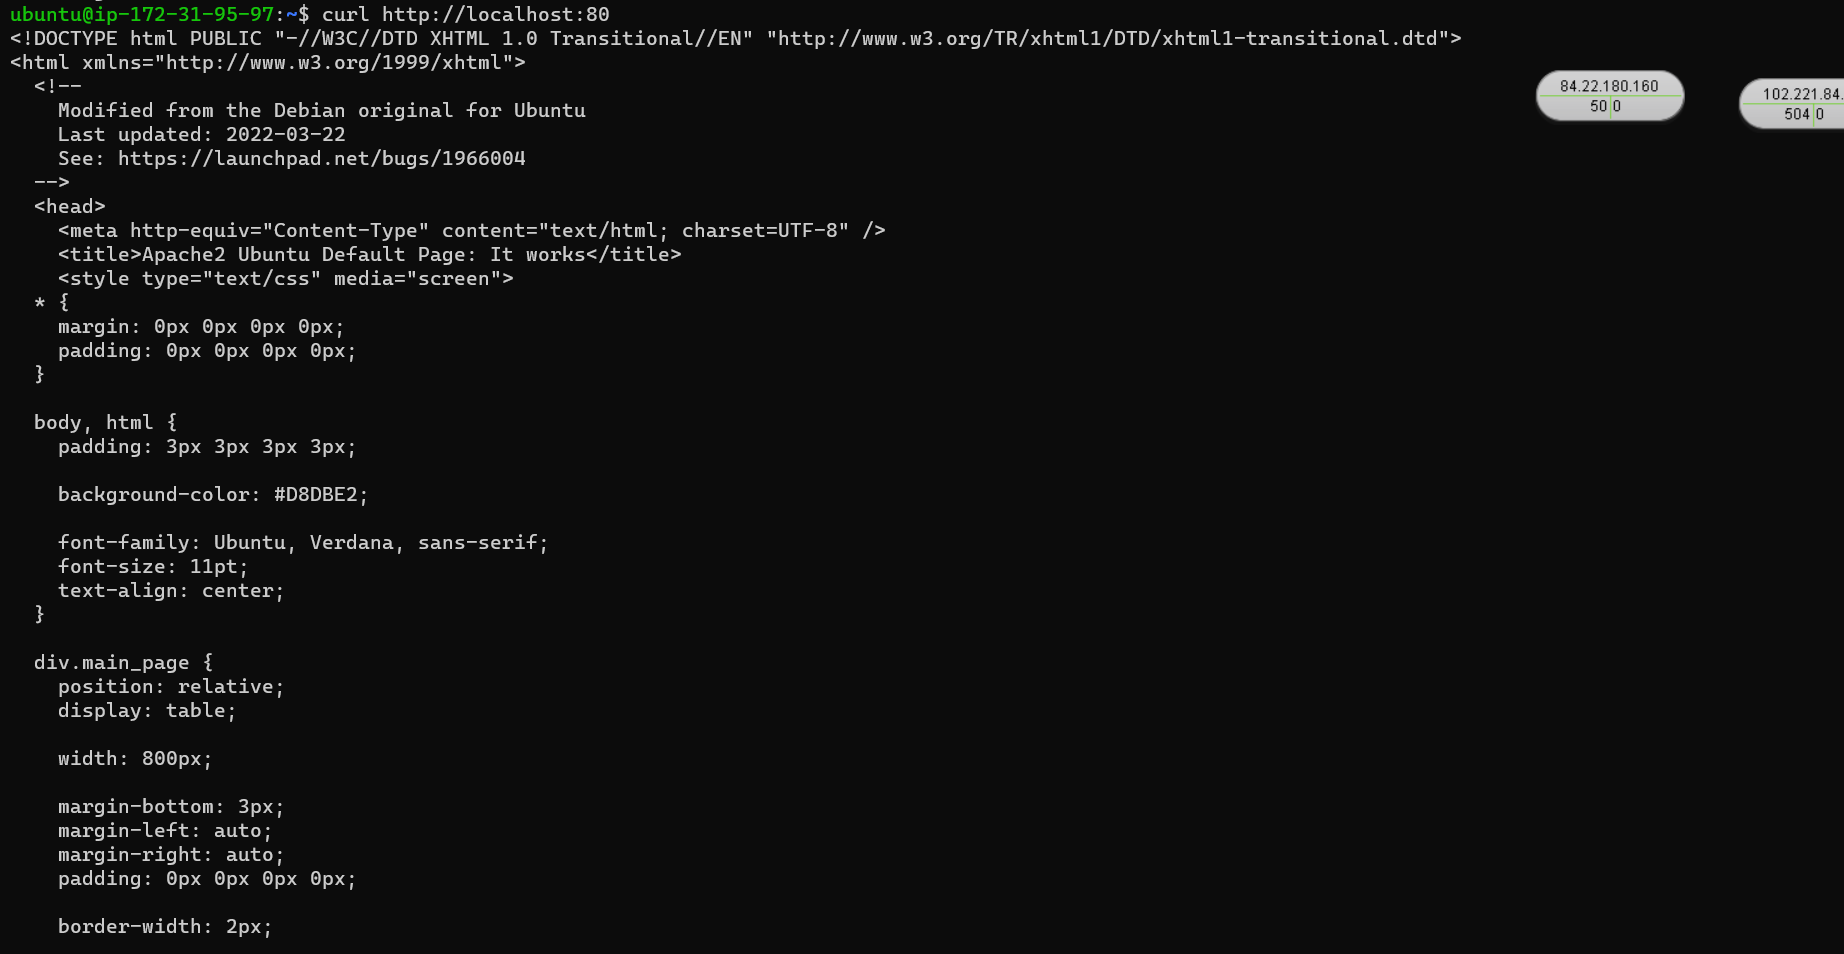 ubuntu@ip-172-31-95-97:~$ curl http://localhost:80
<!DOCTYPE html PUBLIC "-//W3C//DTD XHTML 1.0 Transitional//EN" "http://www.w3.org/TR/xhtml1/DTD/xhtml1-transitional.dtd">
<html xmlns="http://www.w3.org/1999/xhtml">
  <!--
    Modified from the Debian original for Ubuntu
    Last updated: 2022-03-22
    See: https://launchpad.net/bugs/1966004
  -->
  <head>
    <meta http-equiv="Content-Type" content="text/html; charset=UTF-8" />
    <title>Apache2 Ubuntu Default Page: It works</title>
    <style type="text/css" media="screen">
  * {
    margin: 0px 0px 0px 0px;
    padding: 0px 0px 0px 0px;
  }
  body, html {
    padding: 3px 3px 3px 3px;
    background-color: #D8DBE2;
    font-family: Ubuntu, Verdana, sans-serif;
    font-size: 11pt;
    text-align: center;
  }
  div.main_page {
    position: relative;
    display: table;
    width: 800px;
    margin-bottom: 3px;
    margin-left: auto;
    margin-right: auto;
    padding: 0px 0px 0px 0px;
    border-width: 2px;
84.22.180.160
50 0
102.221.84.
504 0